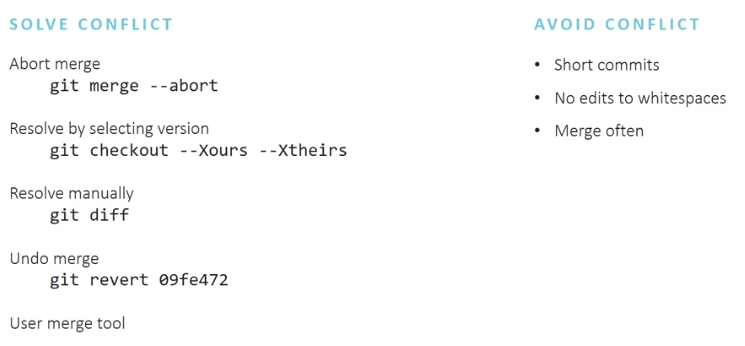 SOLVE CONFLICT
Abort merge
git merge --abort
Resolve by selecting version
git checkout --Xours --Xtheirs
Resolve manually
git diff
Undo merge
git revert 09fe472
User merge tool
AVOID CONFLICT
• Short commits
• No edits to whitespaces
• Merge often